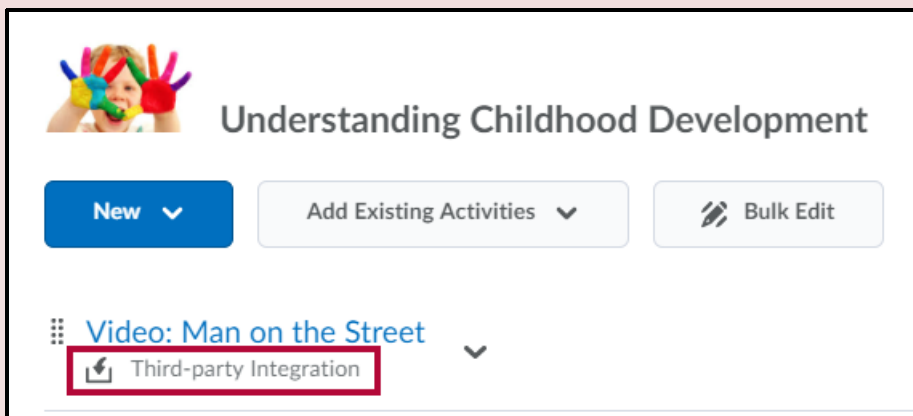 Understanding Childhood Development
New
Add Existing Activities
Bulk Edit
Video: Man on the Street
Third-party Integration